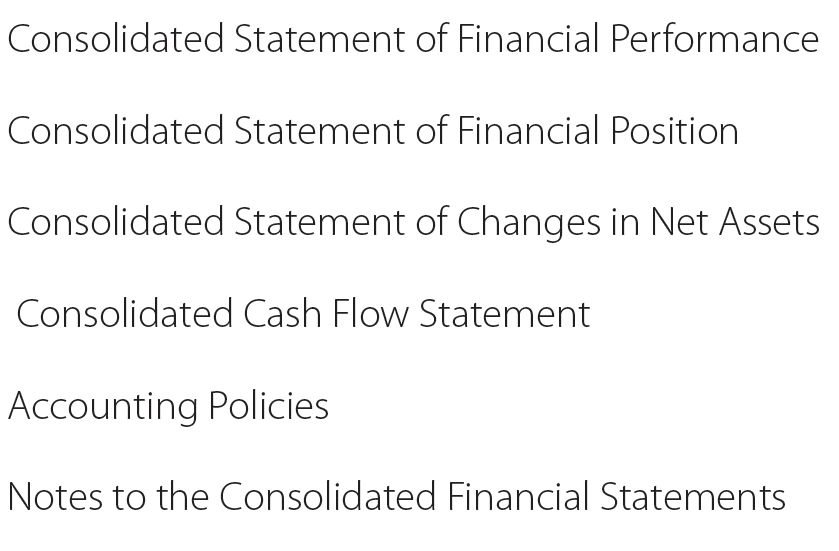 Consolidated Statement of Financial Performance
Consolidated Statement of Financial Position
Consolidated Statement of Changes in Net Assets
Consolidated Cash Flow Statement
Accounting Policies
Notes to the Consolidated Financial Statements